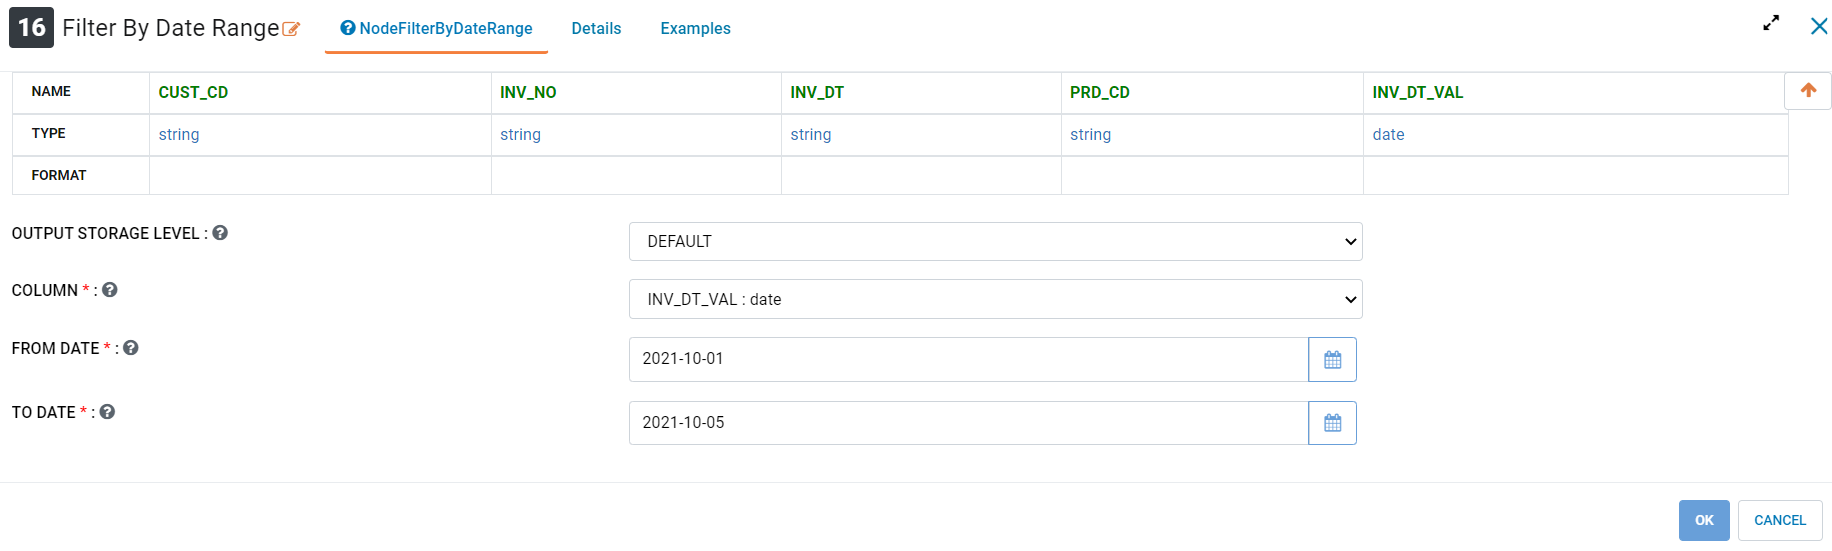 16 Filter By Date Range NodeFilterByDateRange Details Examples
NAME CUST_CD INV_NO INV_DT PRD_CD INV_DT_VAL
TYPE string string string string date
FORMAT
OUTPUT STORAGE LEVEL : DEFAULT
COLUMN * : INV_DT_VAL : date
FROM DATE * : 2021-10-01
TO DATE * : 2021-10-05
OK CANCEL